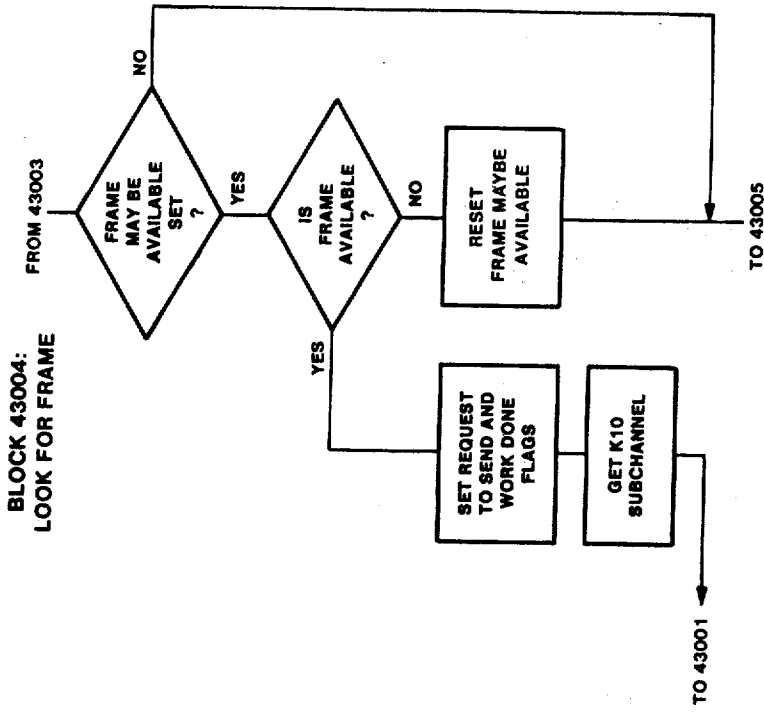 BLOCK 43004:
LOOK FOR FRAME
FROM 43003
FRAME
MAY BE
AVAILABLE
SET
?
NO
YES
IS
FRAME
AVAILABLE
?
YES
NO
SET REQUEST
TO SEND AND
WORK DONE
FLAGS
RESET
FRAME MAYBE
AVAILABLE
GET K10
SUBCHANNEL
TO 43001
TO 43005